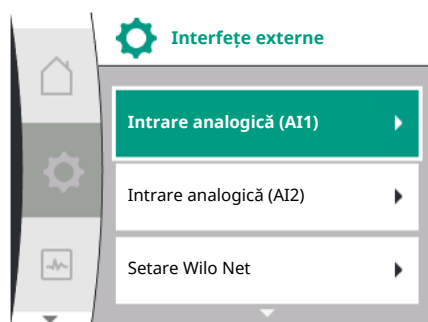 Interfețe externe
Intrare analogică (AI1)
Intrare analogică (AI2)
Setare Wilo Net